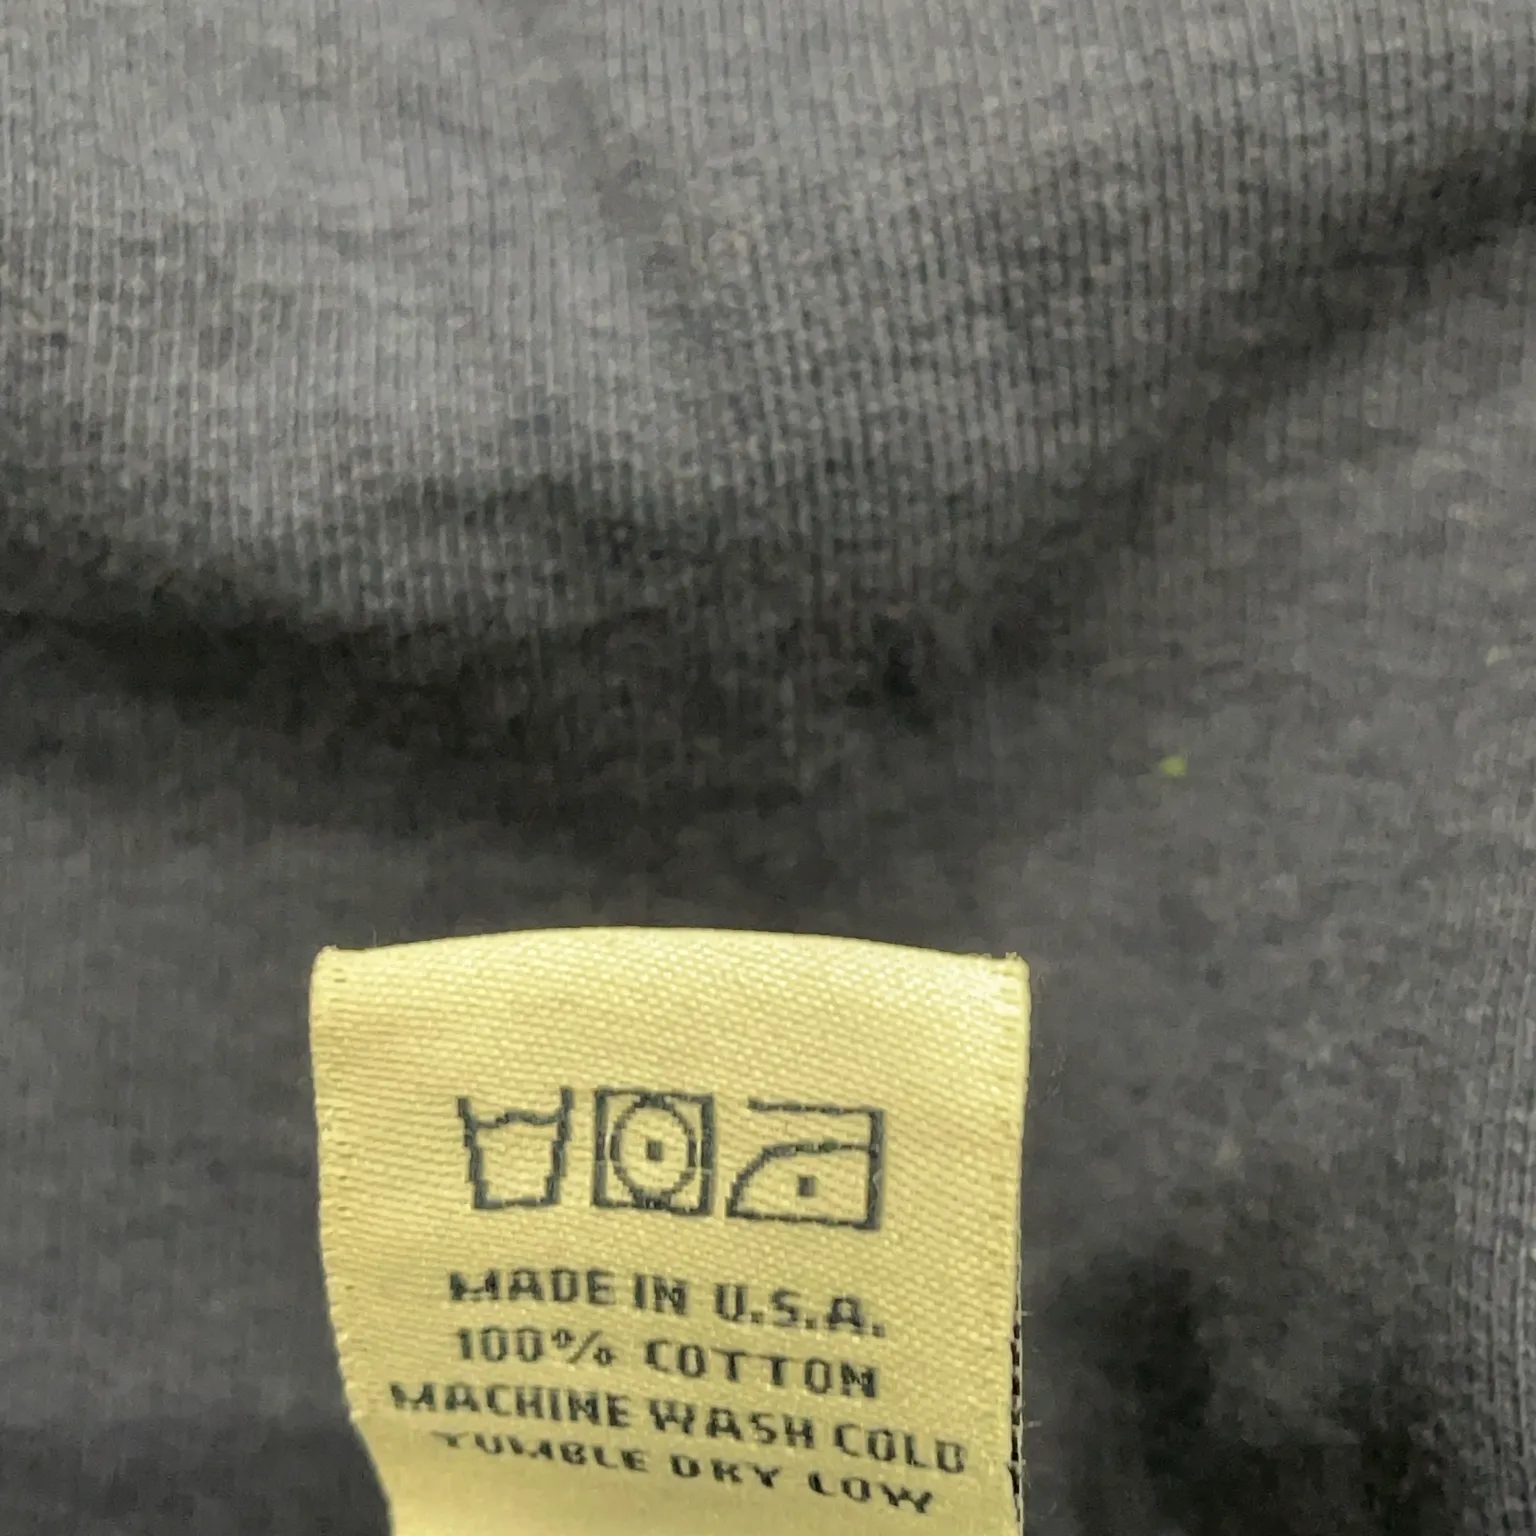 MADE IN U.S.A.
100% COTTON
MACHINE WASH COLD
TUMBLE DRY LOW